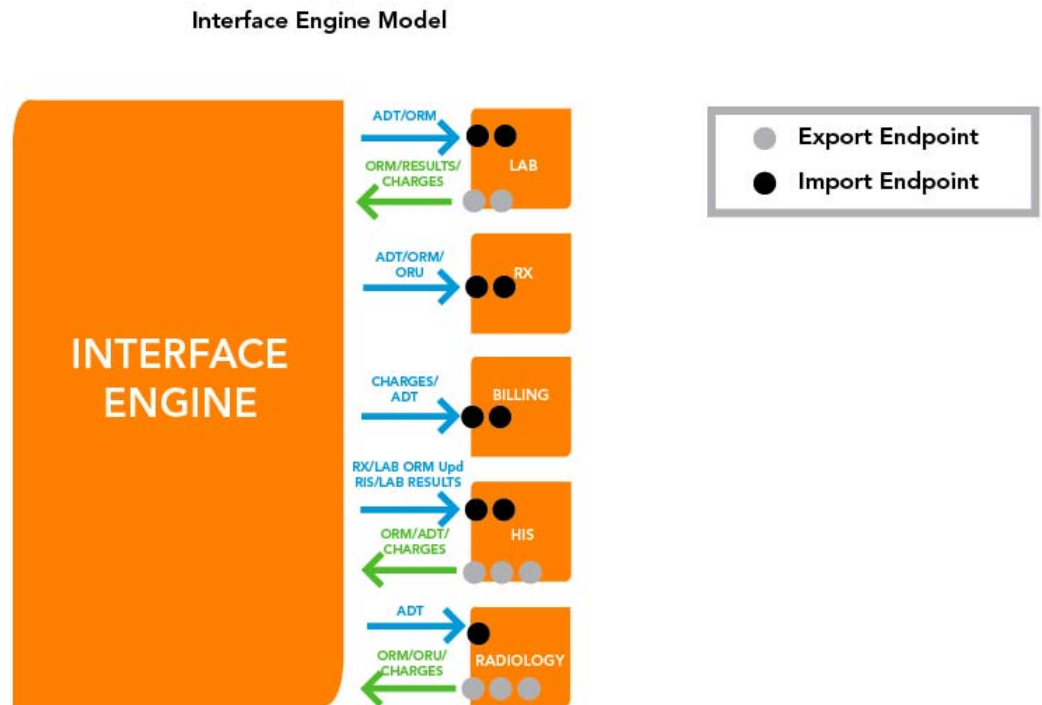 Interface Engine Model
INTERFACE
ENGINE
ADT/ORM
ORM/RESULTS/
CHARGES
LAB
ADT/ORM/
ORU
RX
CHARGES/
ADT
BILLING
RX/LAB ORM Upd
RIS/LAB RESULTS
ORM/ADT/
CHARGES
HIS
ADT
ORM/ORU/
CHARGES
RADIOLOGY
Export Endpoint
Import Endpoint